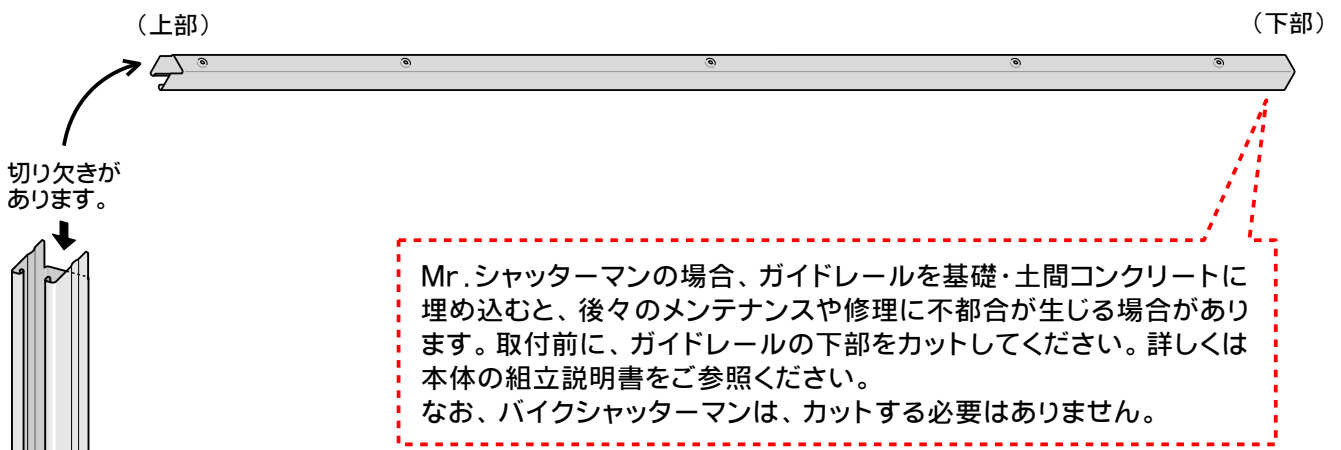 （上部）
（下部）
切り欠きが
あります。
Mr.シャッターマンの場合、ガイドレールを基礎・土間コンクリートに
埋め込むと、後々のメンテナンスや修理に不都合が生じる場合があり
ます。取付前に、ガイドレールの下部をカットしてください。詳しくは
本体の組立説明書をご参照ください。
なお、バイクシャッターマンは、カットする必要はありません。